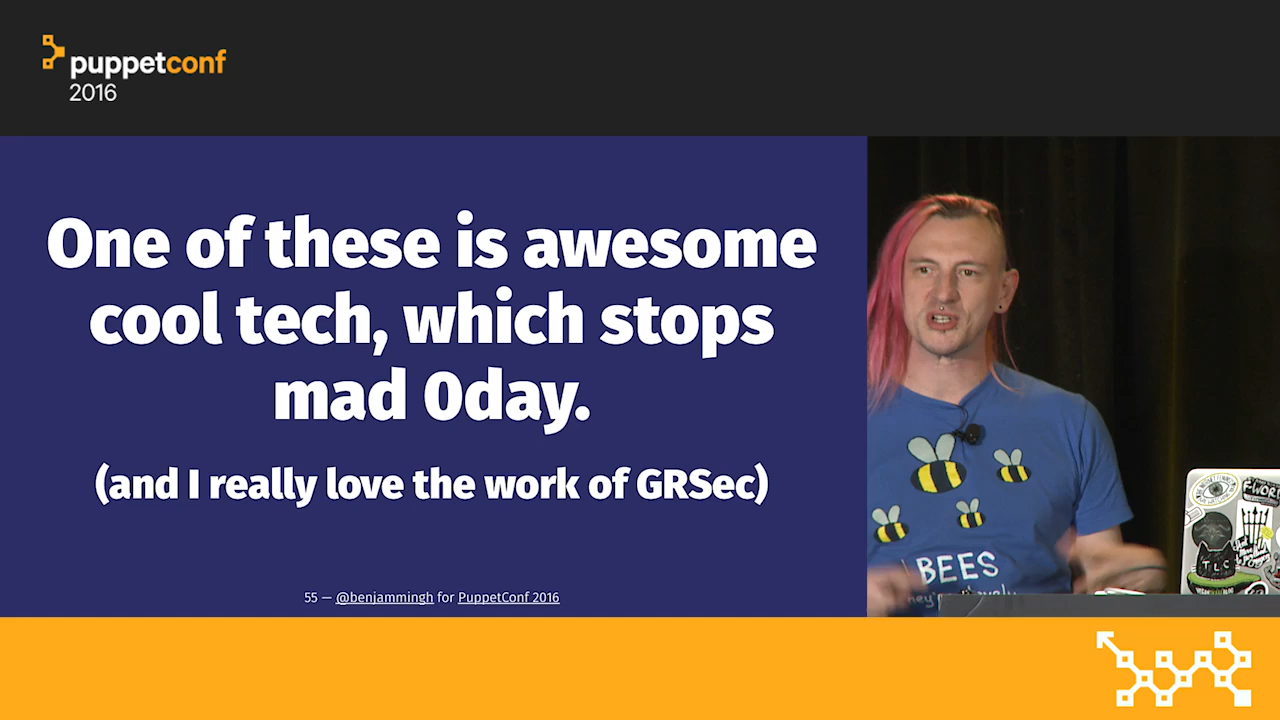 puppetconf
2016
One of these is awesome
cool tech, which stops
mad 0day.
(and I really love the work of GRSec)
55 — @benjammingh for PuppetConf 2016
BEES
TLC